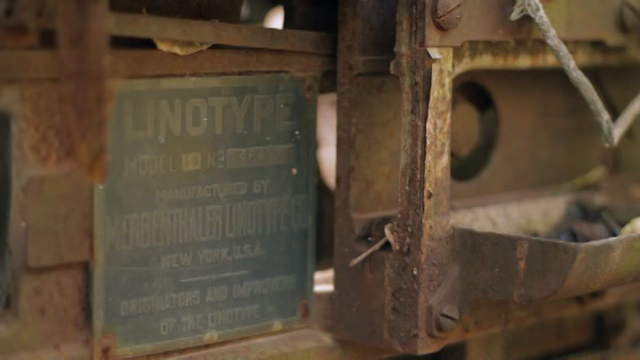 LINOTYPE
MODEL 14 Nº
MANUFACTURED BY
MERGENTHALER LINOTYPE CO
NEW YORK, U.S.A.
ORIGINATORS AND IMPROVERS
OF THE LINOTYPE